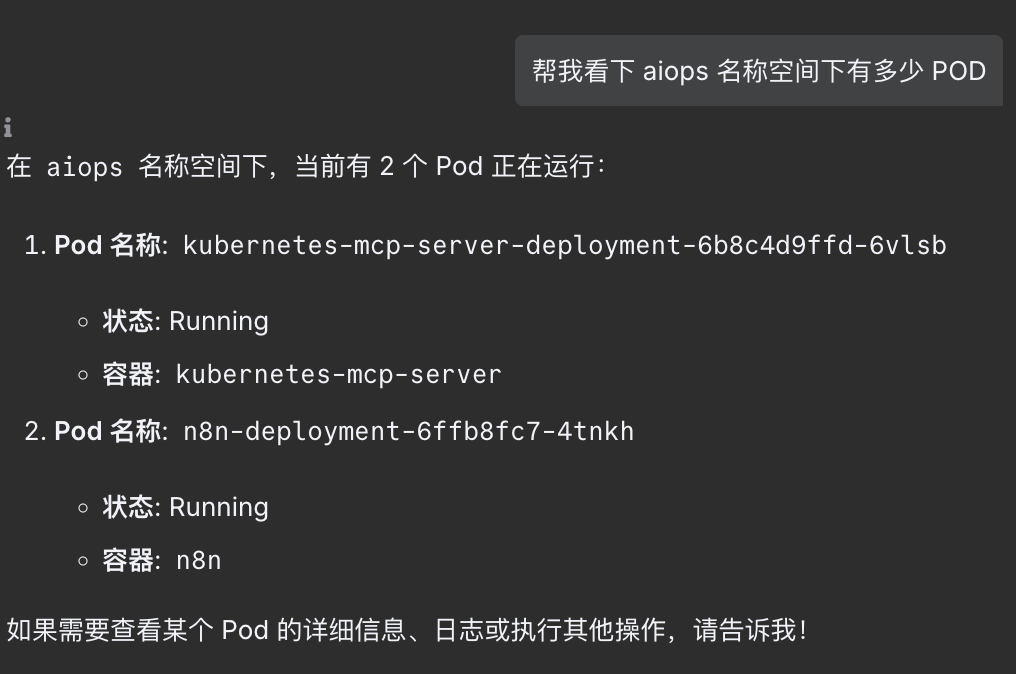 帮我看下 aiops 名称空间下有多少 POD
在 aiops 名称空间下，当前有 2 个 Pod 正在运行：
1. Pod 名称: kubernetes-mcp-server-deployment-6b8c4d9ffd-6vlsb
○ 状态: Running
○ 容器: kubernetes-mcp-server
2. Pod 名称: n8n-deployment-6ffb8fc7-4tnkh
○ 状态: Running
○ 容器: n8n
如果需要查看某个 Pod 的详细信息、日志或执行其他操作，请告诉我！